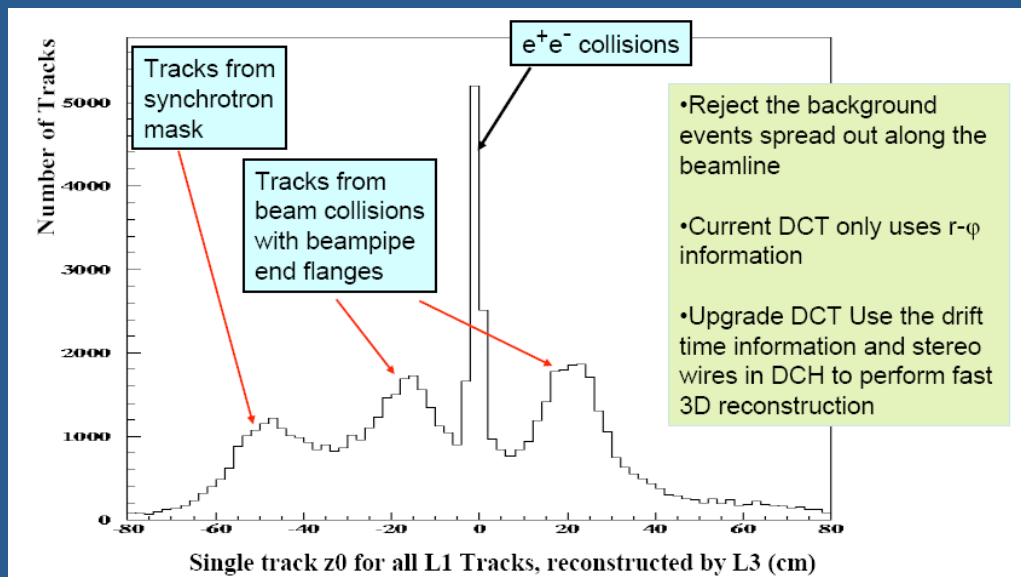 e+e- collisions
Tracks from
synchrotron
mask
Tracks from
beam collisions
with beampipe
end flanges
•Reject the background
events spread out along the
beamline
•Current DCT only uses r-φ
information
•Upgrade DCT Use the drift
time information and stereo
wires in DCH to perform fast
3D reconstruction
Number of Tracks
5000
4000
3000
2000
1000
0
-80 -60 -40 -20 0 20 40 60 80
Single track z0 for all L1 Tracks, reconstructed by L3 (cm)